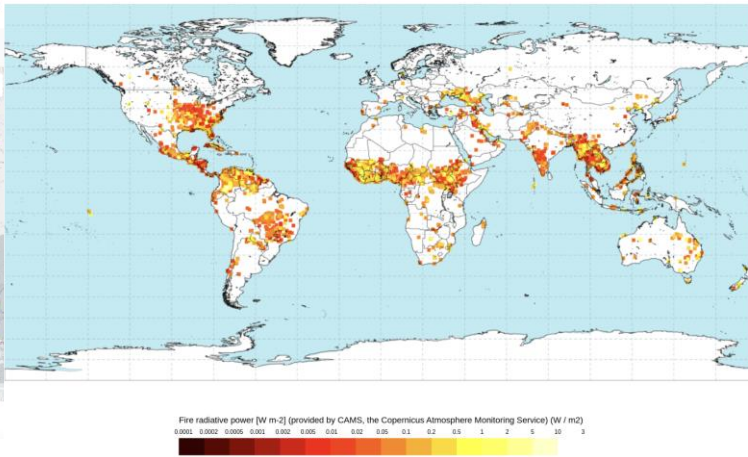 Fire radiative power [W m-2] (provided by CAMS, the Copernicus Atmosphere Monitoring Service) (W / m2)
0.0001 0.0002 0.0005 0.001 0.002 0.005 0.01 0.02 0.05 0.1 0.2 0.5 1 2 5 10 3